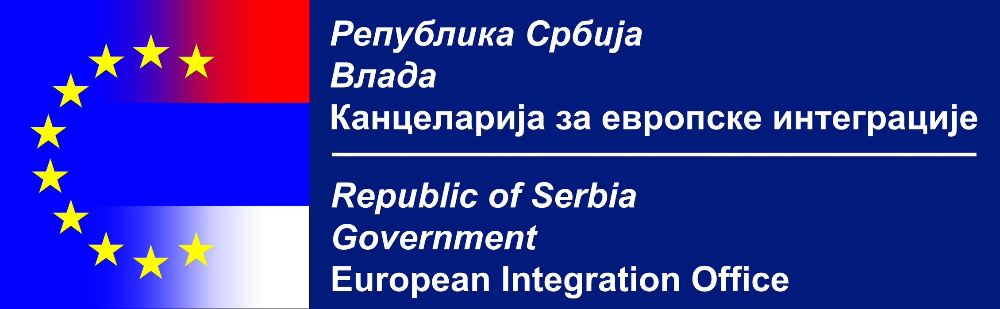 Република Србија
Влада
Канцеларија за европске интеграције
Republic of Serbia
Government
European Integration Office